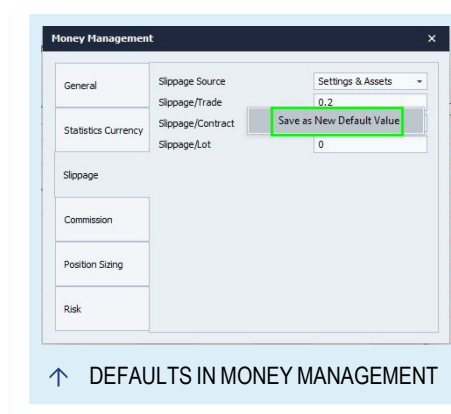 Money Management
General
Statistics Currency
Slippage
Commission
Position Sizing
Risk
Slippage Source Settings & Assets
Slippage/Trade 0.2
Slippage/Contract Save as New Default Value
Slippage/Lot 0
DEFAULTS IN MONEY MANAGEMENT